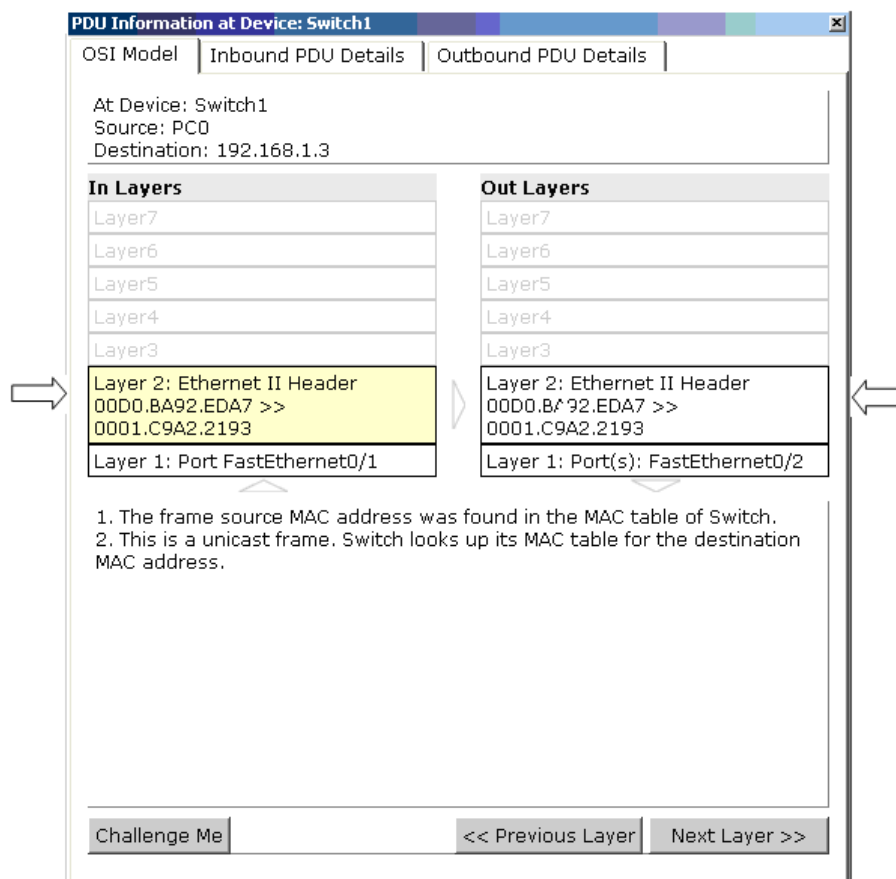 PDU Information at Device: Switch1
OSI Model Inbound PDU Details Outbound PDU Details
At Device: Switch1
Source: PC0
Destination: 192.168.1.3
In Layers
Layer7
Layer6
Layer5
Layer4
Layer3
Layer 2: Ethernet II Header
00D0.BA92.EDA7 >>
0001.C9A2.2193
Layer 1: Port FastEthernet0/1
Out Layers
Layer7
Layer6
Layer5
Layer4
Layer3
Layer 2: Ethernet II Header
00D0.BA92.EDA7 >>
0001.C9A2.2193
Layer 1: Port(s): FastEthernet0/2
1. The frame source MAC address was found in the MAC table of Switch.
2. This is a unicast frame. Switch looks up its MAC table for the destination
MAC address.
Challenge Me << Previous Layer Next Layer >>